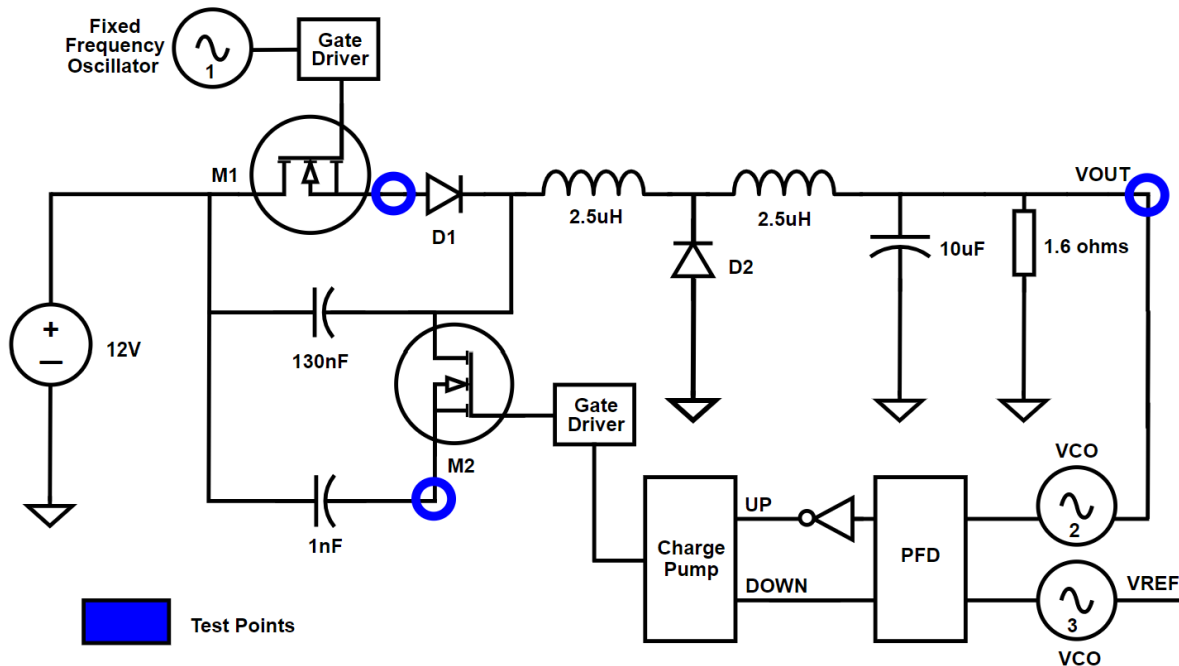 Fixed
Frequency
Oscillator
1
Gate
Driver
M1
D1
2.5uH
2.5uH
VOUT
D2
10uF
1.6 ohms
+
−
12V
130nF
M2
Gate
Driver
1nF
Charge
Pump
UP
DOWN
PFD
VCO
2
VREF
3
VCO
Test Points